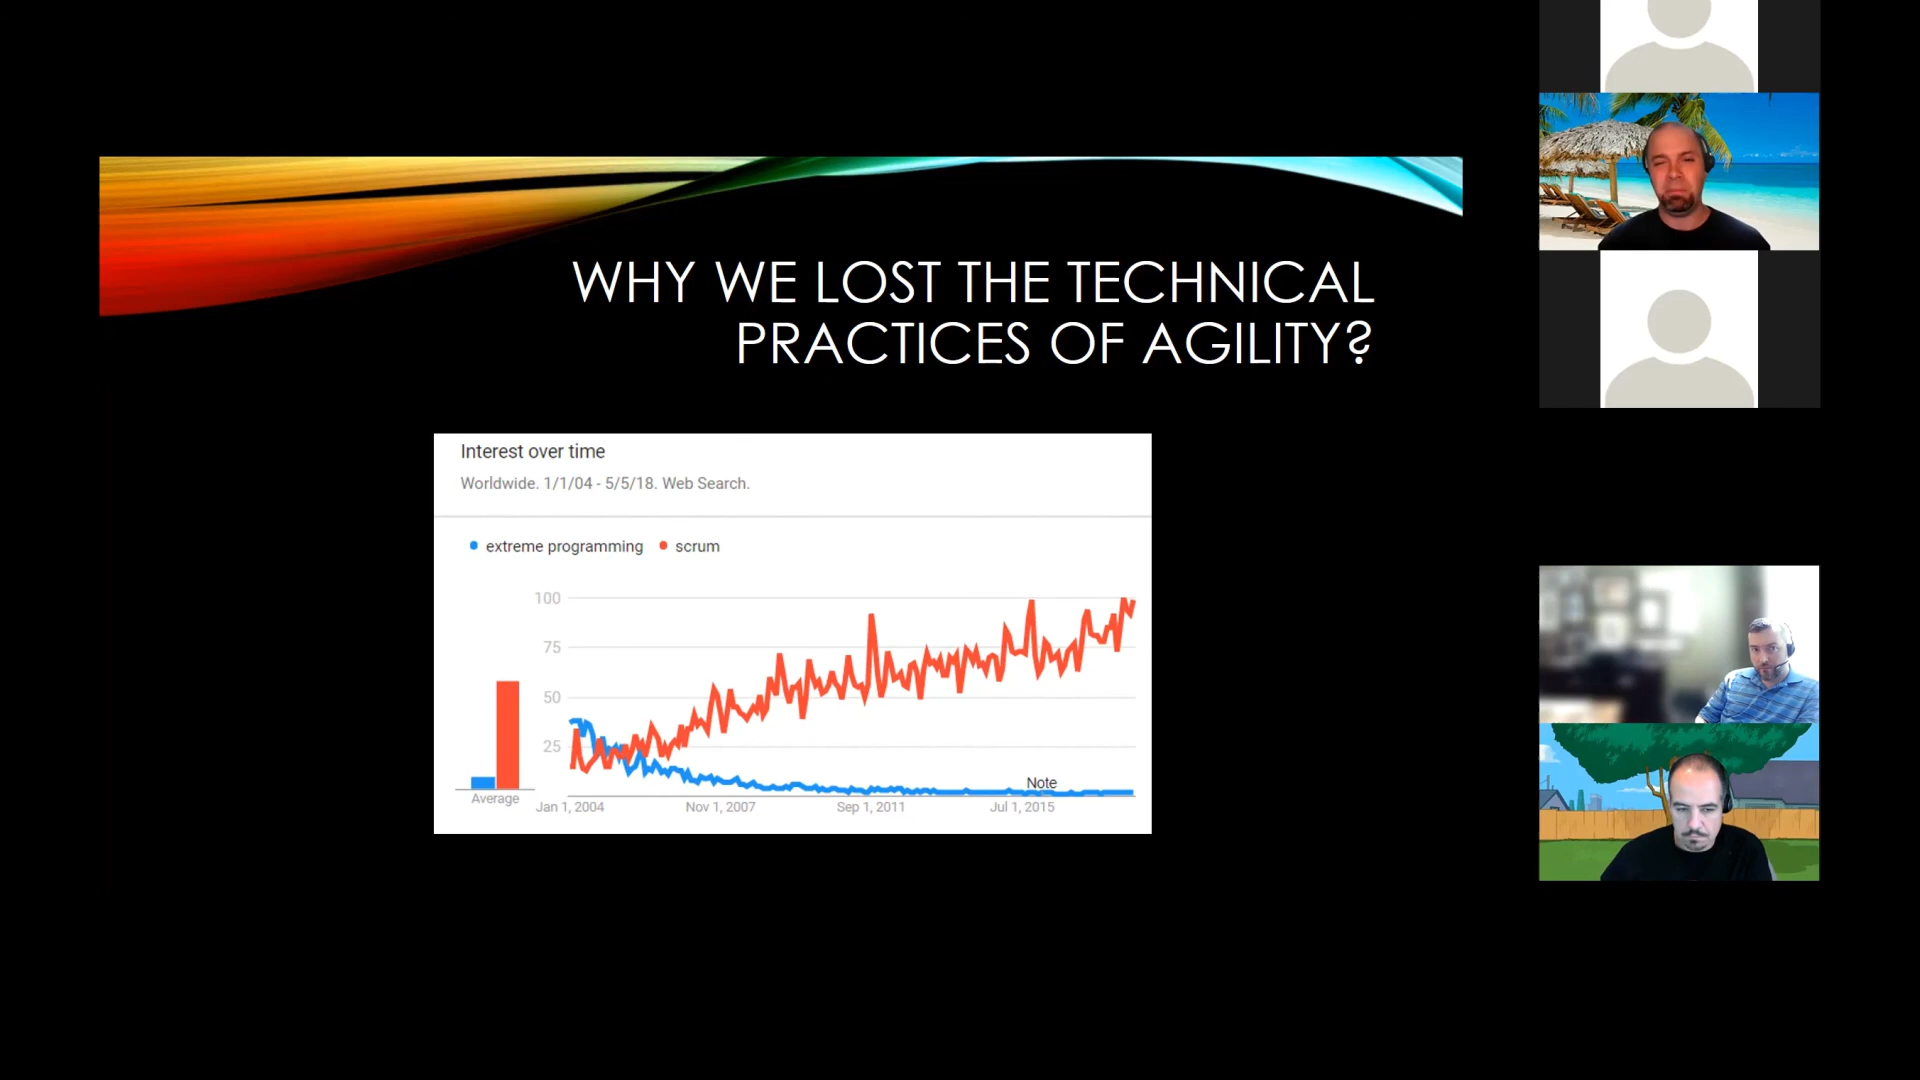 WHY WE LOST THE TECHNICAL
PRACTICES OF AGILITY?
Interest over time
Worldwide. 1/1/04 - 5/5/18. Web Search.
extreme programming scrum
100
75
50
25
Note
Average
Jan 1, 2004 Nov 1, 2007 Sep 1, 2011 Jul 1, 2015